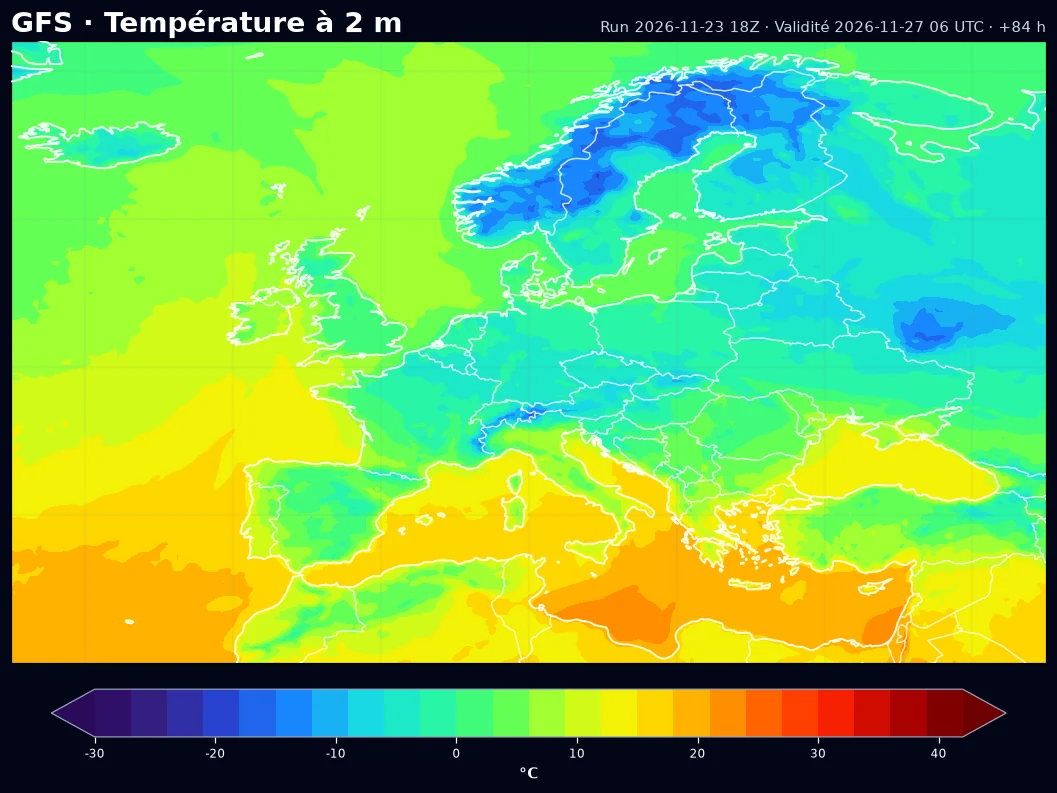 GFS · Température à 2 m
Run 2026-11-23 18Z · Validité 2026-11-27 06 UTC · +84 h
-30 -20 -10 0 10 20 30 40
°C